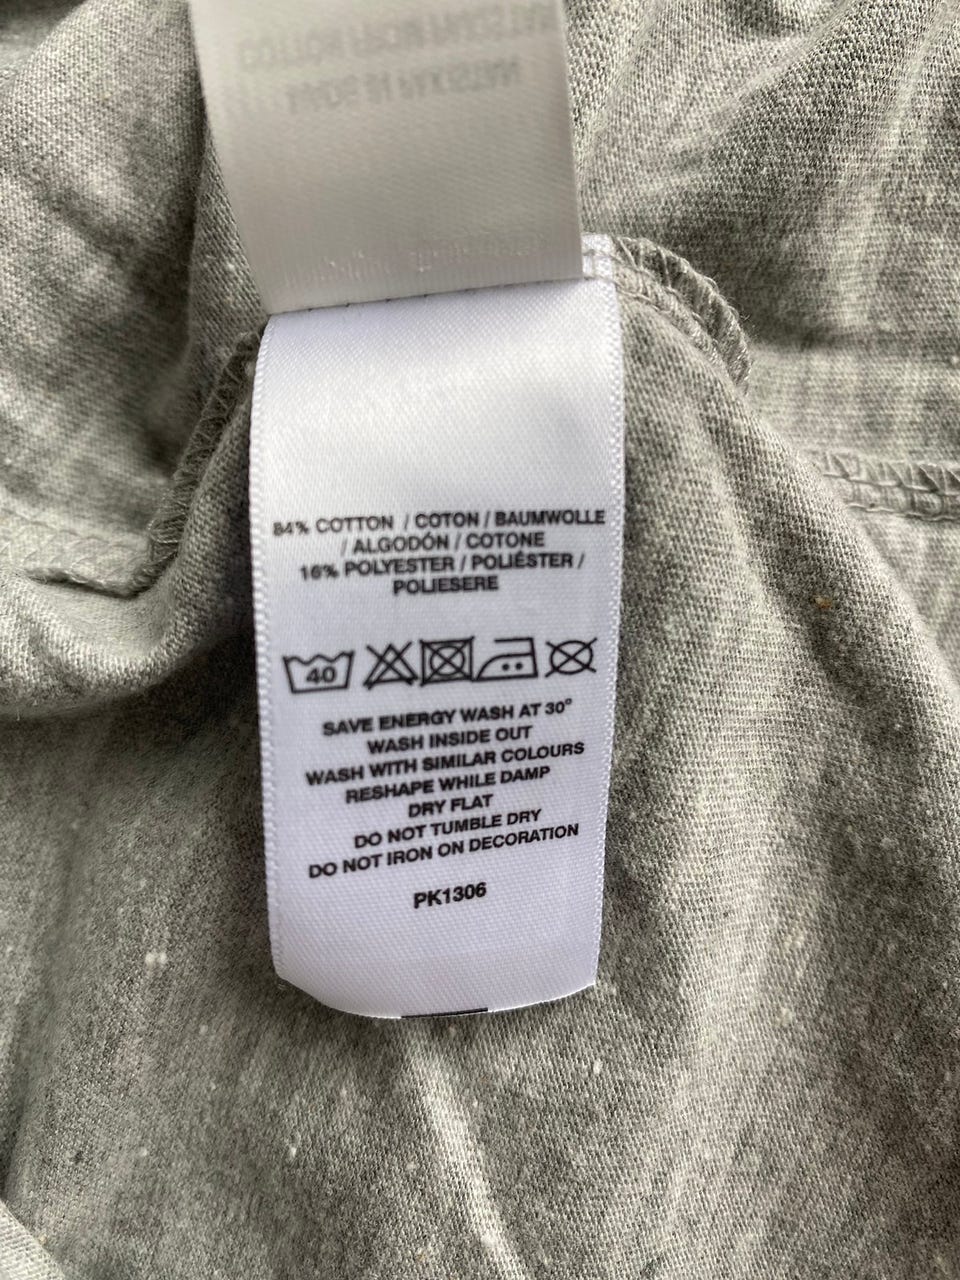 84% COTTON / COTON / BAUMWOLLE
/ ALGODÓN / COTONE
16% POLYESTER / POLIÉSTER /
POLIESERE
40
SAVE ENERGY WASH AT 30°
WASH INSIDE OUT
WASH WITH SIMILAR COLOURS
RESHAPE WHILE DAMP
DRY FLAT
DO NOT TUMBLE DRY
DO NOT IRON ON DECORATION
PK1306